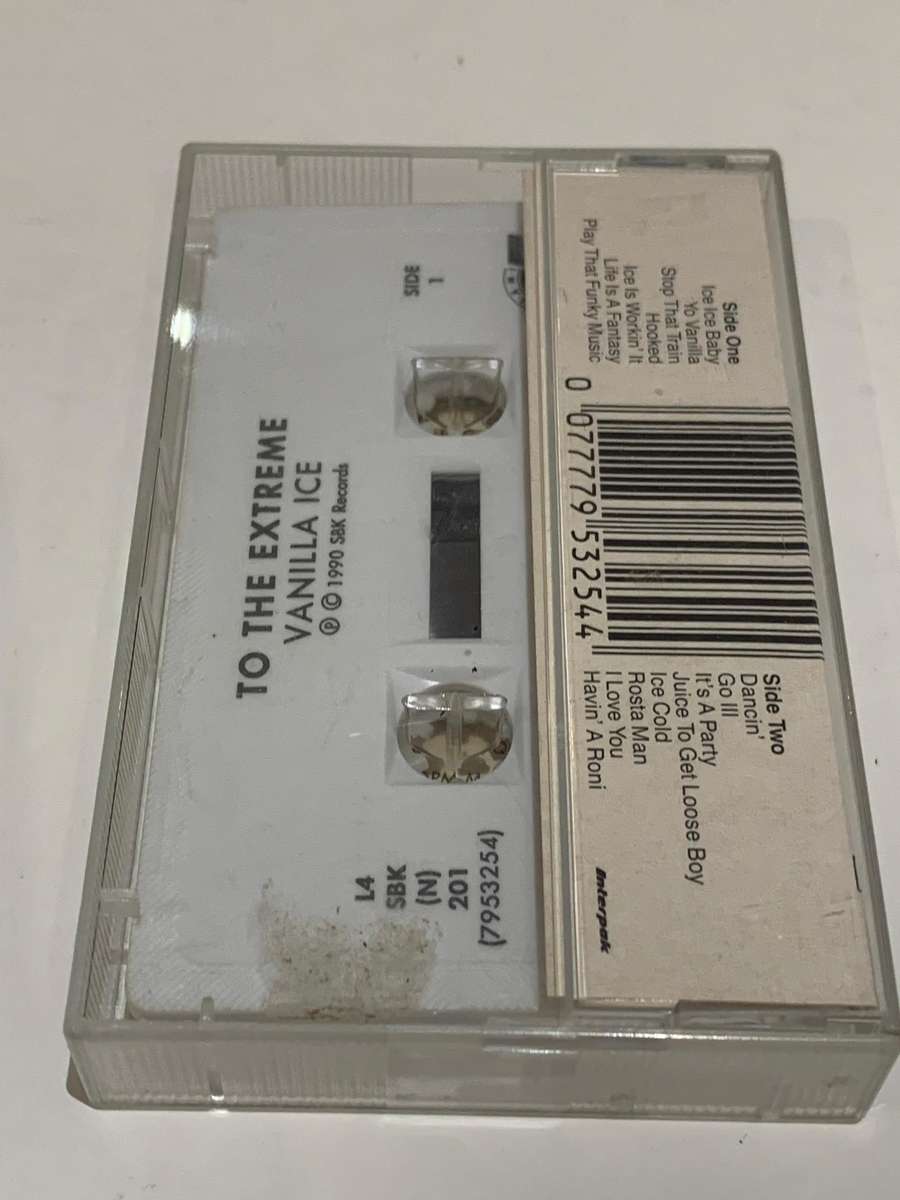 TO THE EXTREME
VANILLA ICE
℗ © 1990 SBK Records
SIDE
1
L4
SBK
(N)
201
(7953254)
Side One
Ice Ice Baby
Yo Vanilla
Stop That Train
Hooked
Ice Is Workin' It
Life Is A Fantasy
Play That Funky Music
0 077779 532544
Side Two
Dancin'
Go Ill
It's A Party
Juice To Get Loose Boy
Ice Cold
Rosta Man
I Love You
Havin' A Roni
Interpak